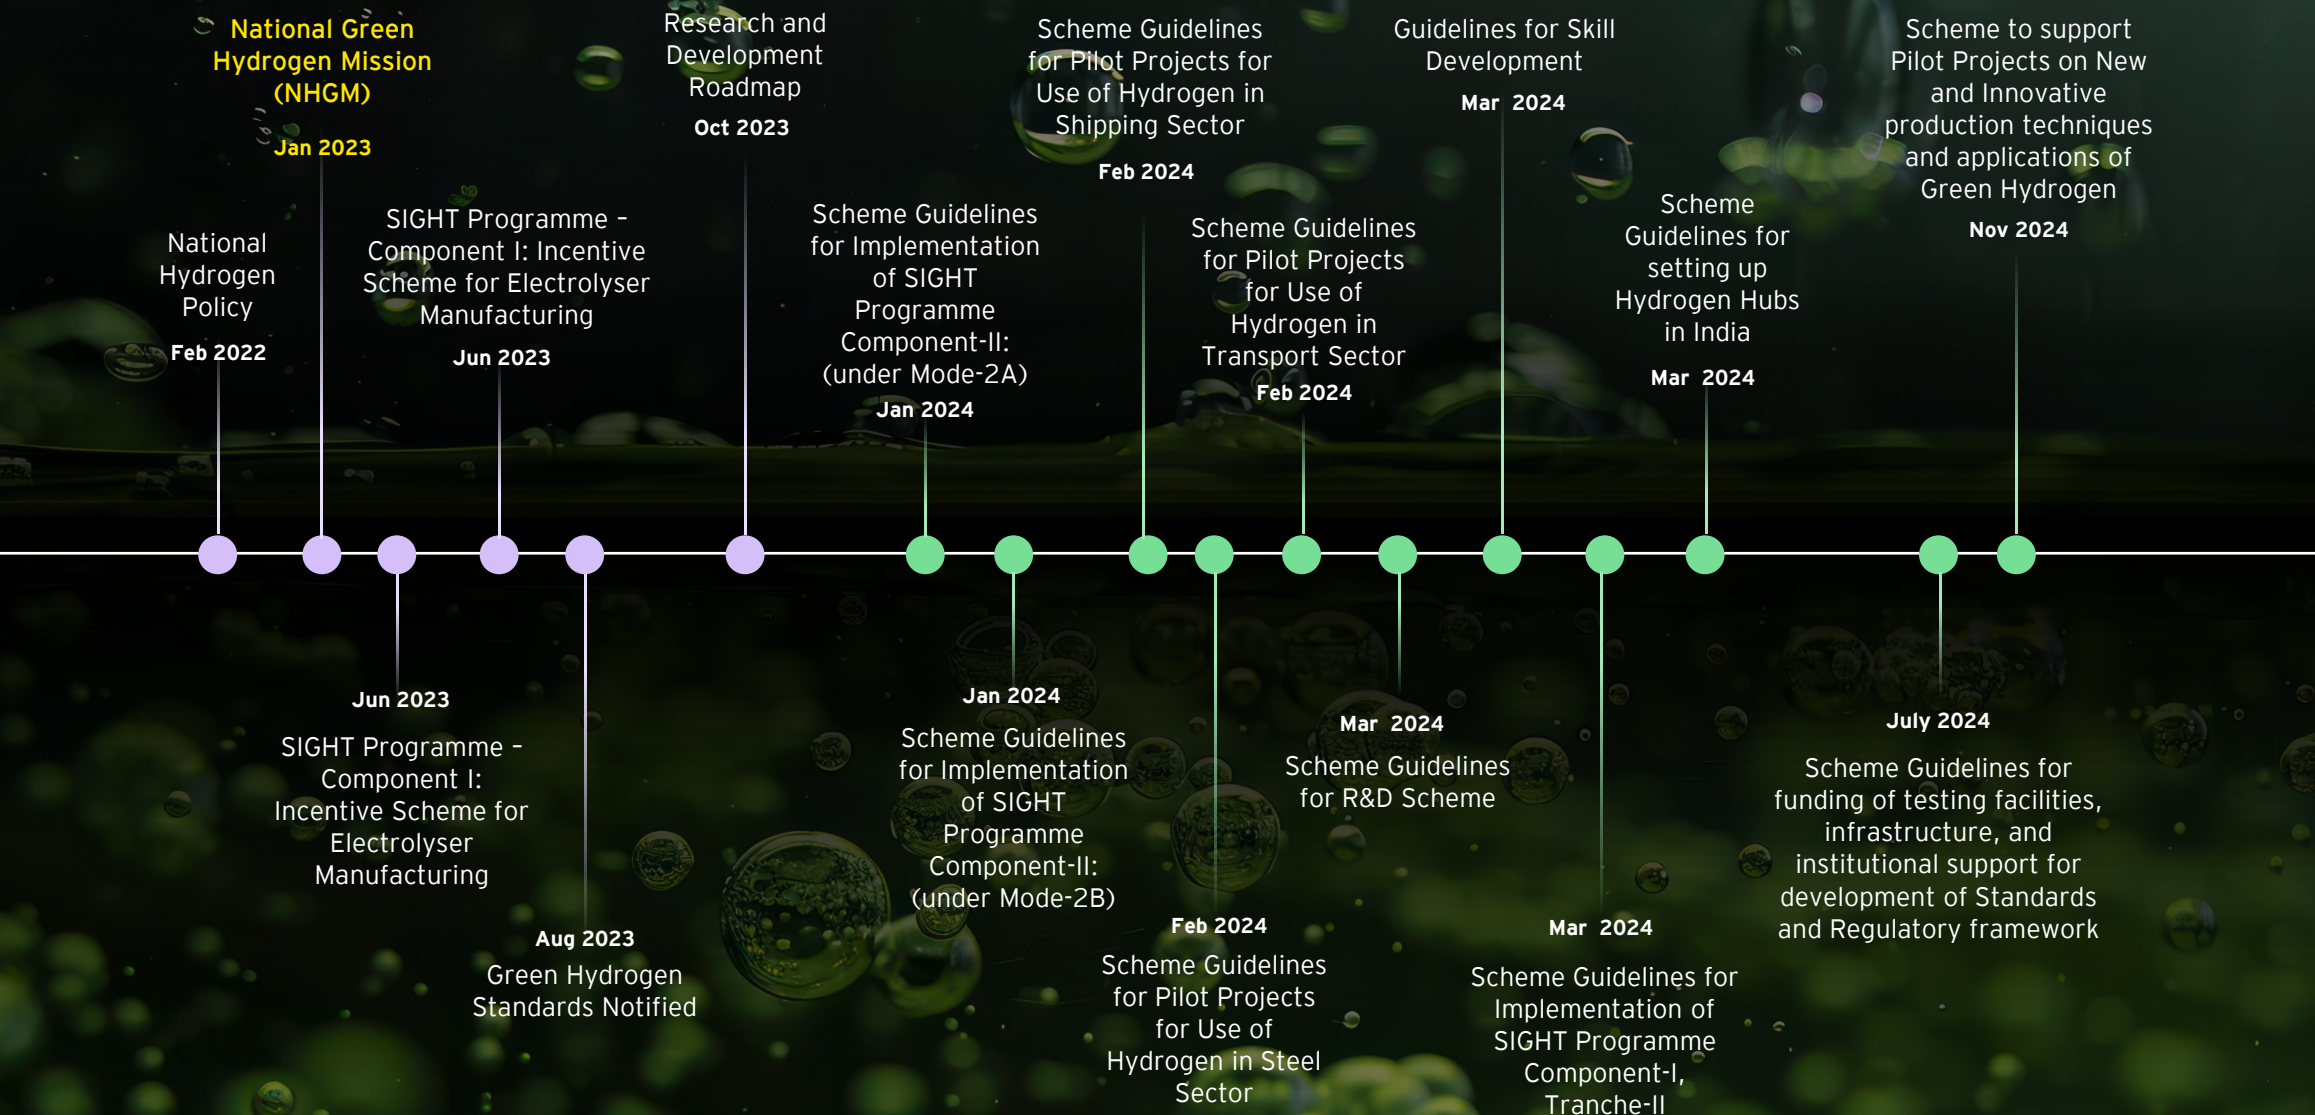 National Green
Hydrogen Mission
(NHGM)
Jan 2023
Research and
Development
Roadmap
Oct 2023
Scheme Guidelines
for Pilot Projects for
Use of Hydrogen in
Shipping Sector
Feb 2024
Guidelines for Skill
Development
Mar 2024
Scheme to support
Pilot Projects on New
and Innovative
production techniques
and applications of
Green Hydrogen
Nov 2024
National
Hydrogen
Policy
Feb 2022
SIGHT Programme –
Component I: Incentive
Scheme for Electrolyser
Manufacturing
Jun 2023
Scheme Guidelines
for Implementation
of SIGHT
Programme
Component-II:
(under Mode-2A)
Jan 2024
Scheme Guidelines
for Pilot Projects
for Use of
Hydrogen in
Transport Sector
Feb 2024
Scheme
Guidelines for
setting up
Hydrogen Hubs
in India
Mar 2024
Jun 2023
SIGHT Programme –
Component I:
Incentive Scheme for
Electrolyser
Manufacturing
Aug 2023
Green Hydrogen
Standards Notified
Jan 2024
Scheme Guidelines
for Implementation
of SIGHT
Programme
Component-II:
(under Mode-2B)
Feb 2024
Scheme Guidelines
for Pilot Projects
for Use of
Hydrogen in Steel
Sector
Mar 2024
Scheme Guidelines
for R&D Scheme
Mar 2024
Scheme Guidelines for
Implementation of
SIGHT Programme
Component-I,
Tranche-II
July 2024
Scheme Guidelines for
funding of testing facilities,
infrastructure, and
institutional support for
development of Standards
and Regulatory framework